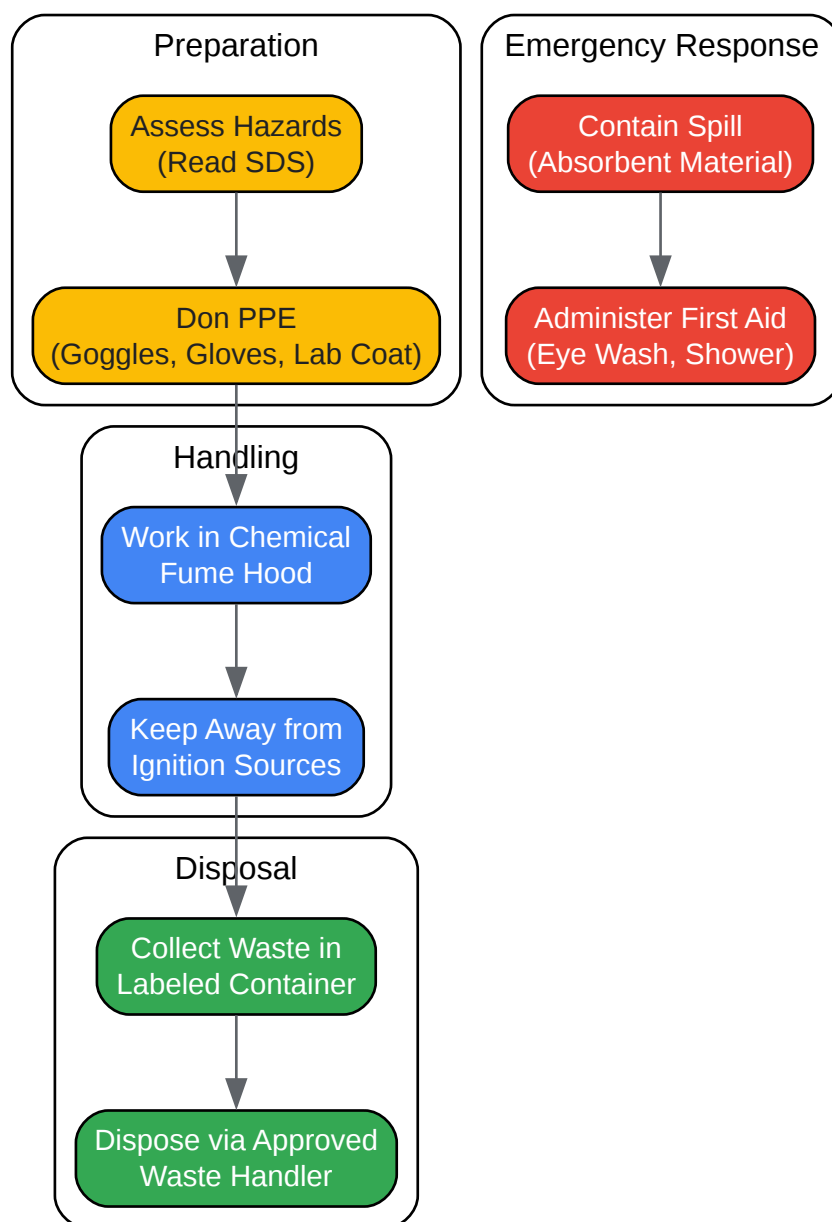 Preparation
Assess Hazards
(Read SDS)
Don PPE
(Goggles, Gloves, Lab Coat)
Emergency Response
Contain Spill
(Absorbent Material)
Administer First Aid
(Eye Wash, Shower)
Handling
Work in Chemical
Fume Hood
Keep Away from
Ignition Sources
Disposal
Collect Waste in
Labeled Container
Dispose via Approved
Waste Handler